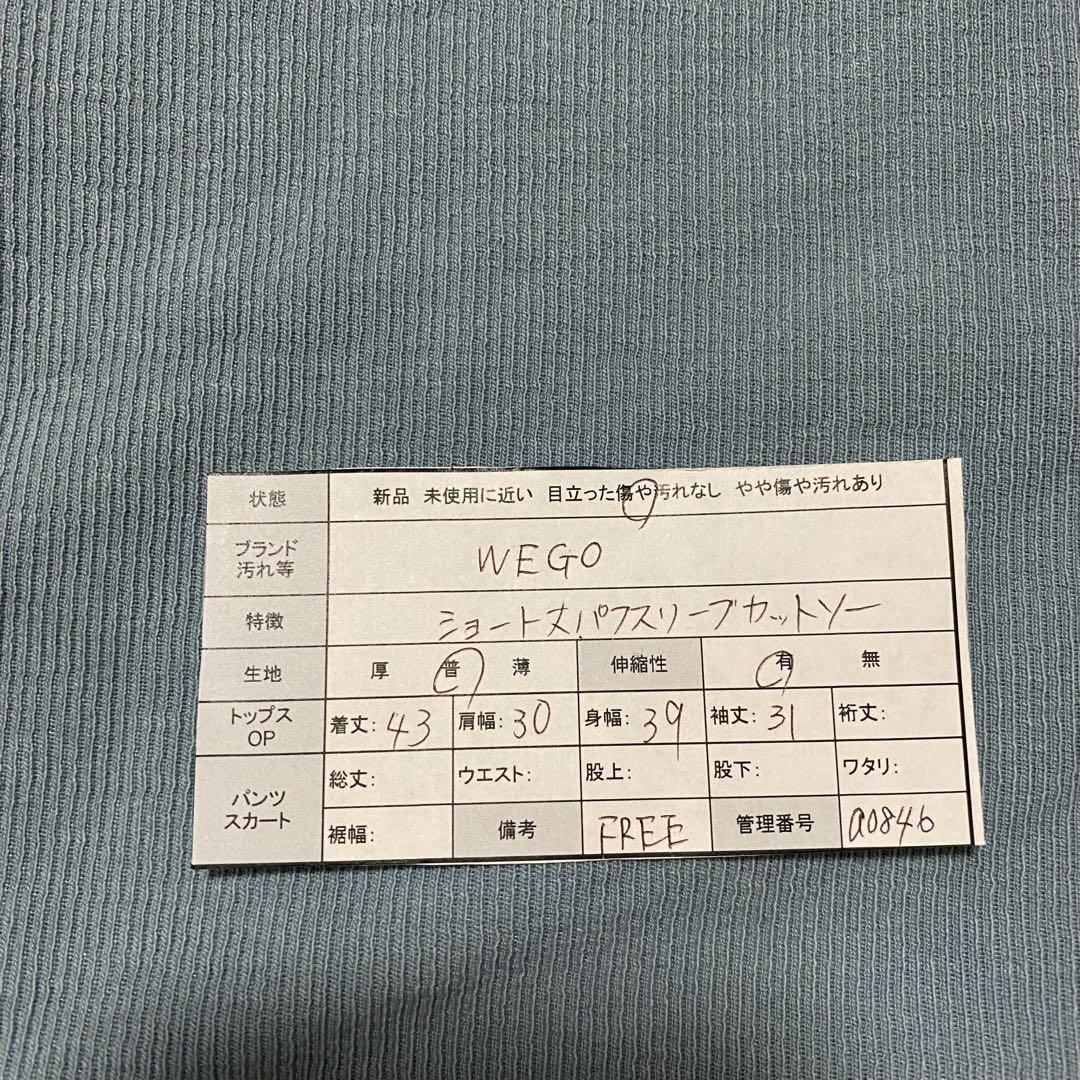 状態 新品 未使用に近い 目立った傷や汚れなし やや傷や汚れあり
ブランド
汚れ等
WEGO
特徴 ショート丈パフスリーブカットソー
生地 厚 普 薄 伸縮性 有 無
トップス
OP
着丈: 43 肩幅: 30 身幅: 39 袖丈: 31 裄丈:
パンツ
スカート
総丈: ウエスト: 股上: 股下: ワタリ:
裾幅: 備考 FREE 管理番号 a0846